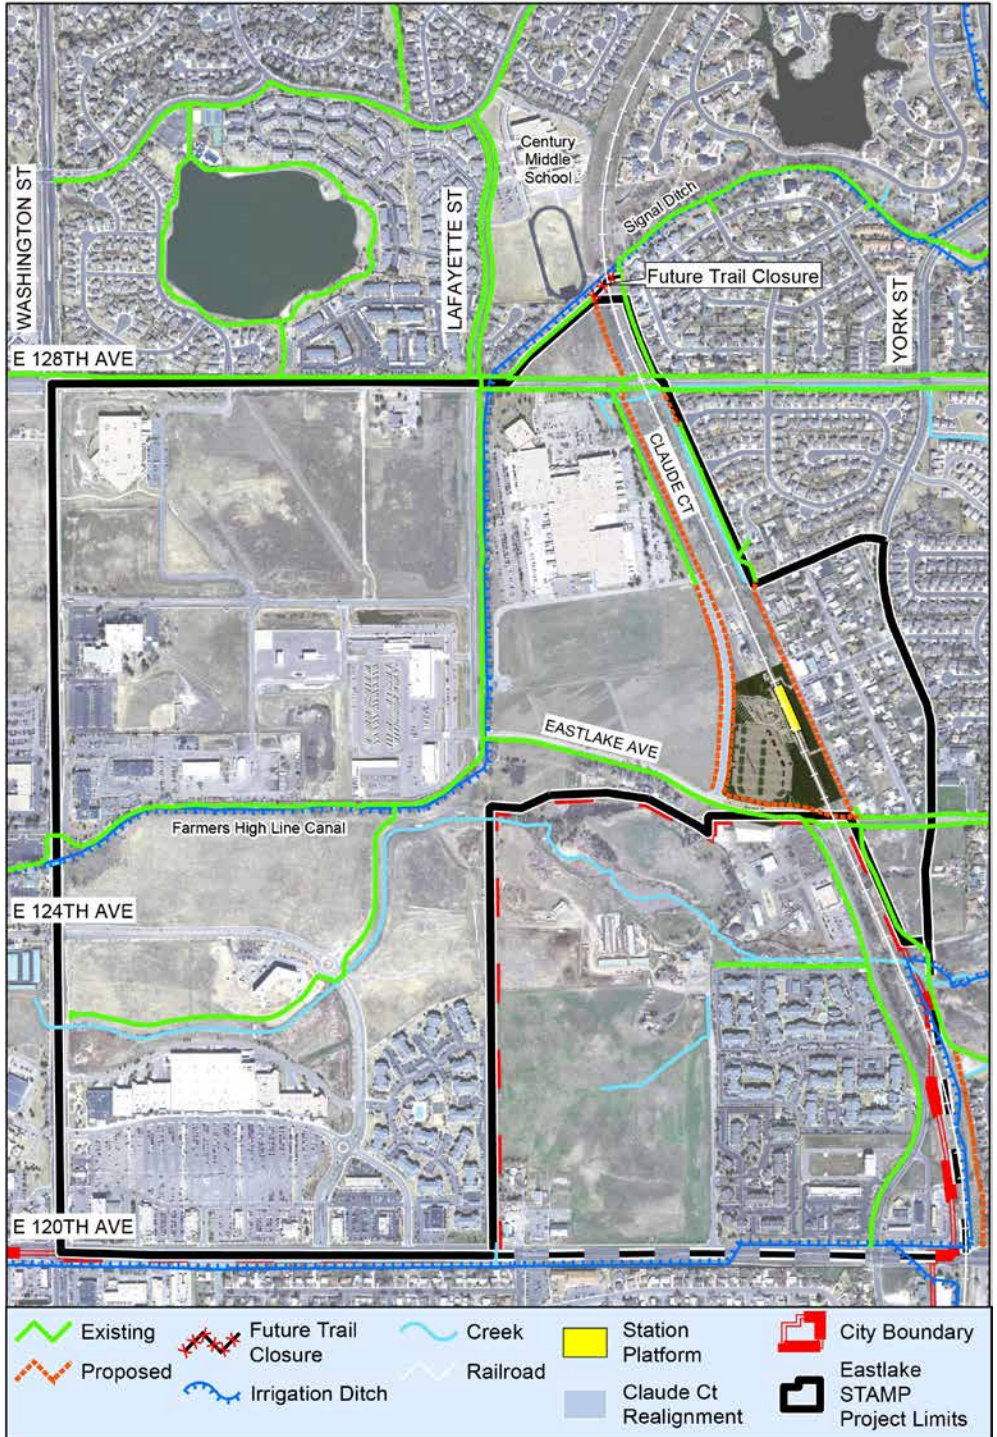 Century
Middle
School
WASHINGTON ST
LAFAYETTE ST
Signal Ditch
Future Trail Closure
YORK ST
E 128TH AVE
CLAUDE CT
EASTLAKE AVE
Farmers High Line Canal
E 124TH AVE
E 120TH AVE
Existing
Proposed
Future Trail
Closure
Irrigation Ditch
Creek
Railroad
Station
Platform
Claude Ct
Realignment
City Boundary
Eastlake
STAMP
Project Limits